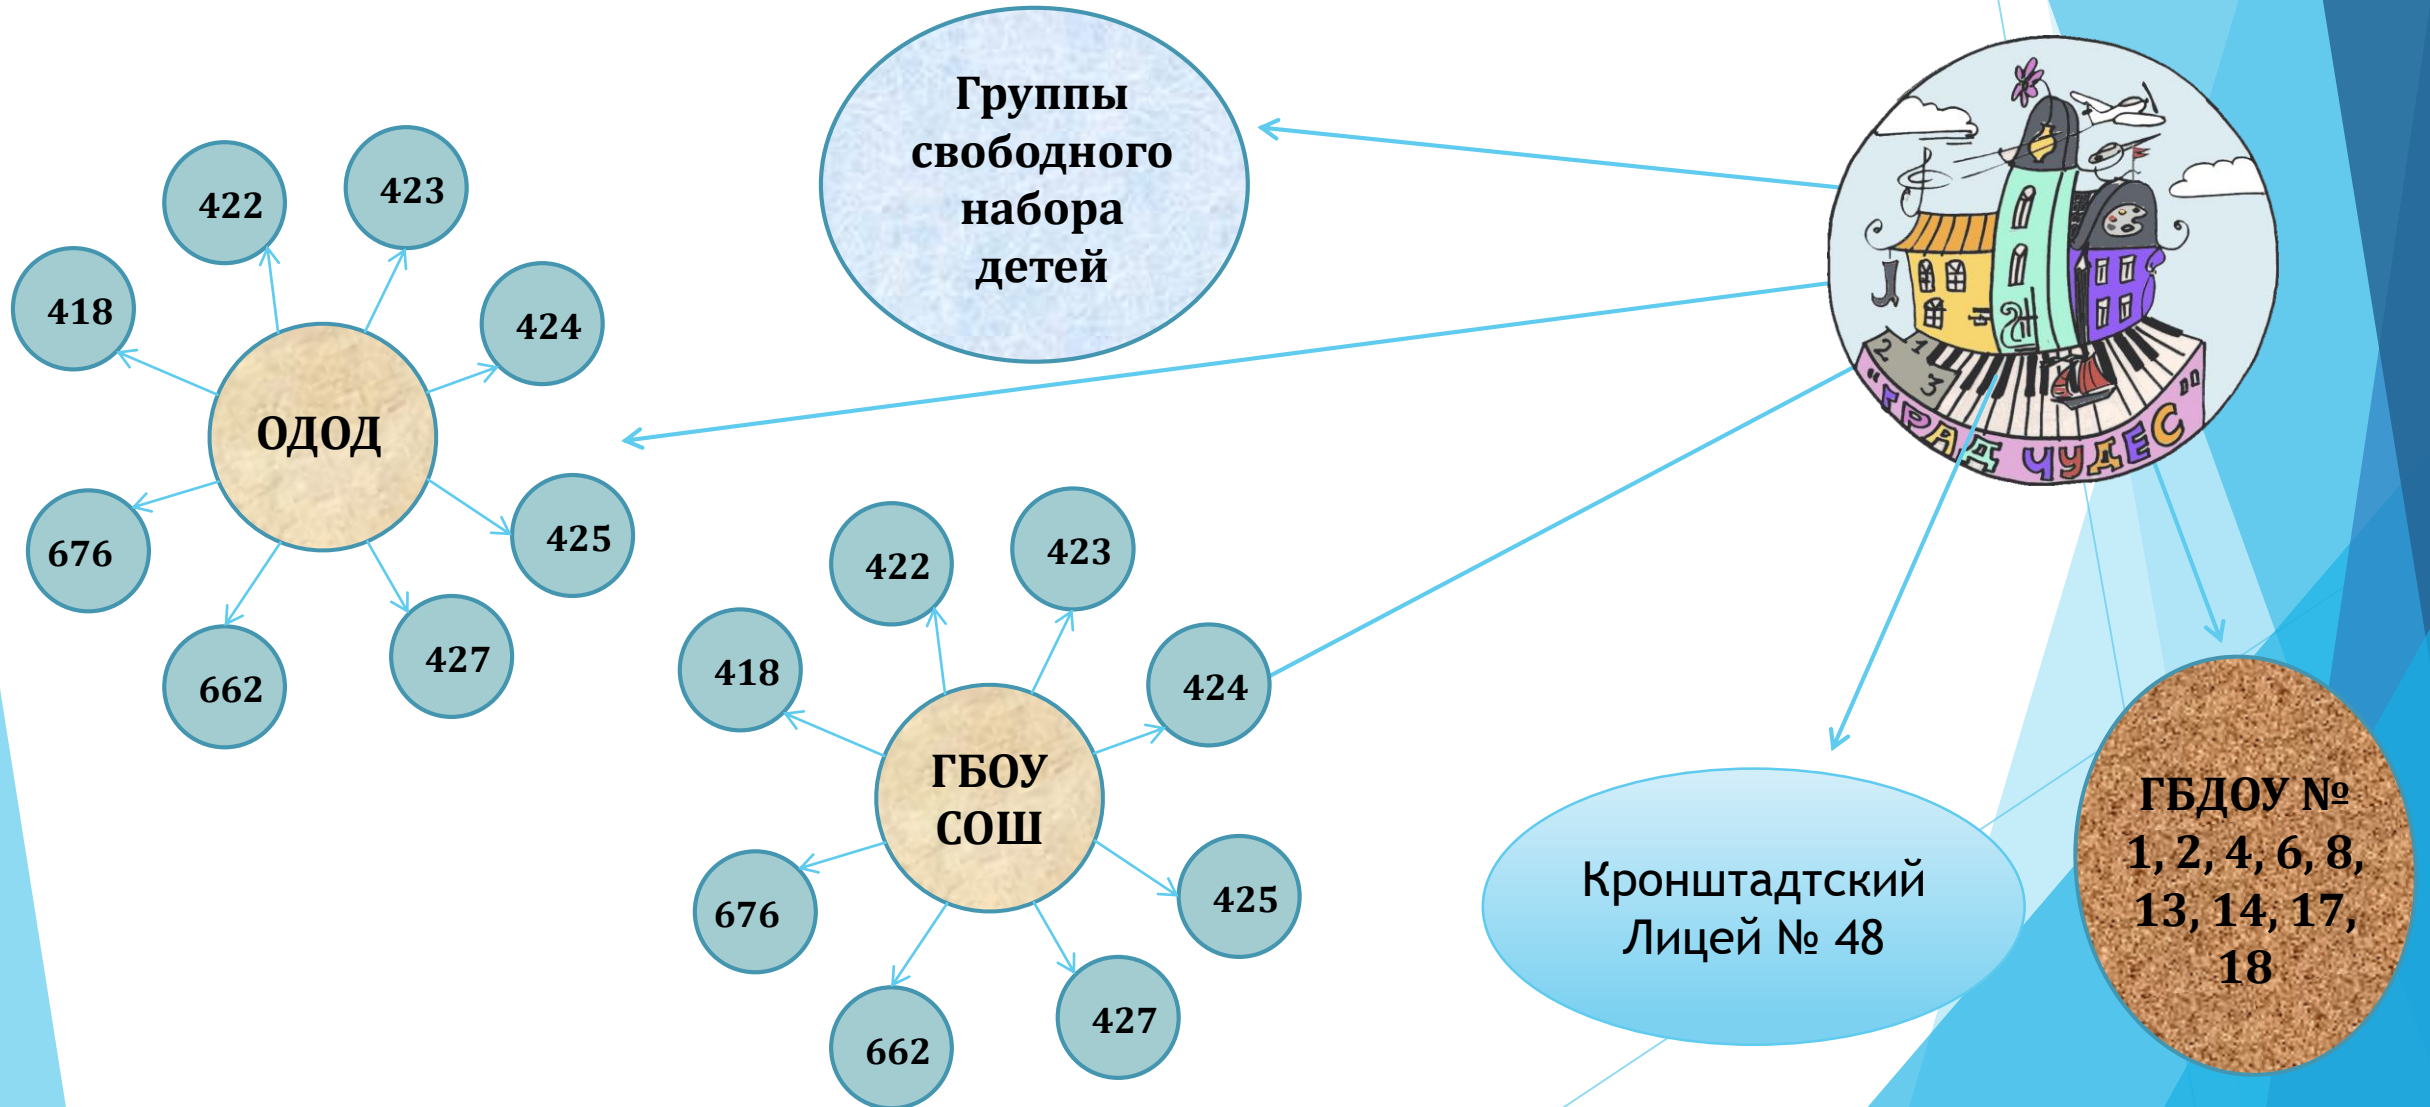 Группы
свободного
набора
детей
422
423
418
424
ОДОД
676
425
662
427
422
423
418
424
ГБОУ
СОШ
676
425
662
427
2 1
3
"ГРАД ЧУДЕС"
Кронштадтский
Лицей № 48
ГБДОУ №
1, 2, 4, 6, 8,
13, 14, 17,
18